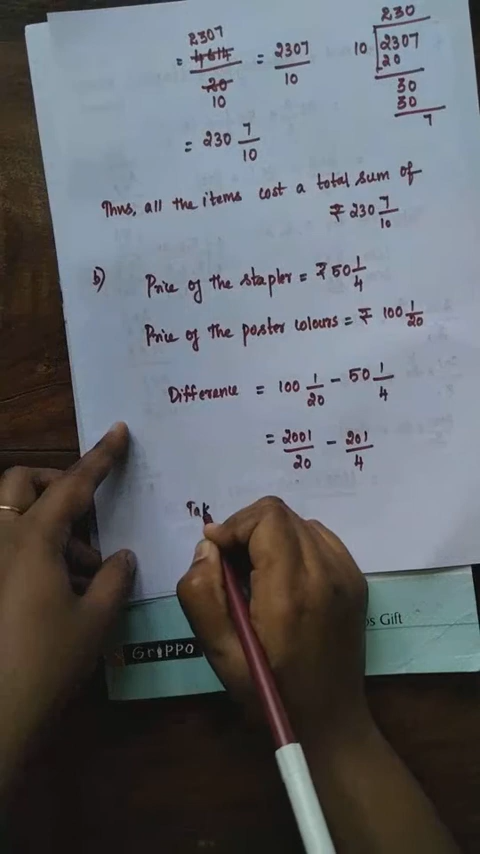 2307
= 4614/20 = 2307/10
10
230
10 2307
20
30
30
7
= 230 7/10
Thus, all the items cost a total sum of
₹ 230 7/10
b) Price of the stapler = ₹ 50 1/4
Price of the poster colours = ₹ 100 1/20
Difference = 100 1/20 - 50 1/4
= 2001/20 - 201/4
Tak
GRIPPO
Gift